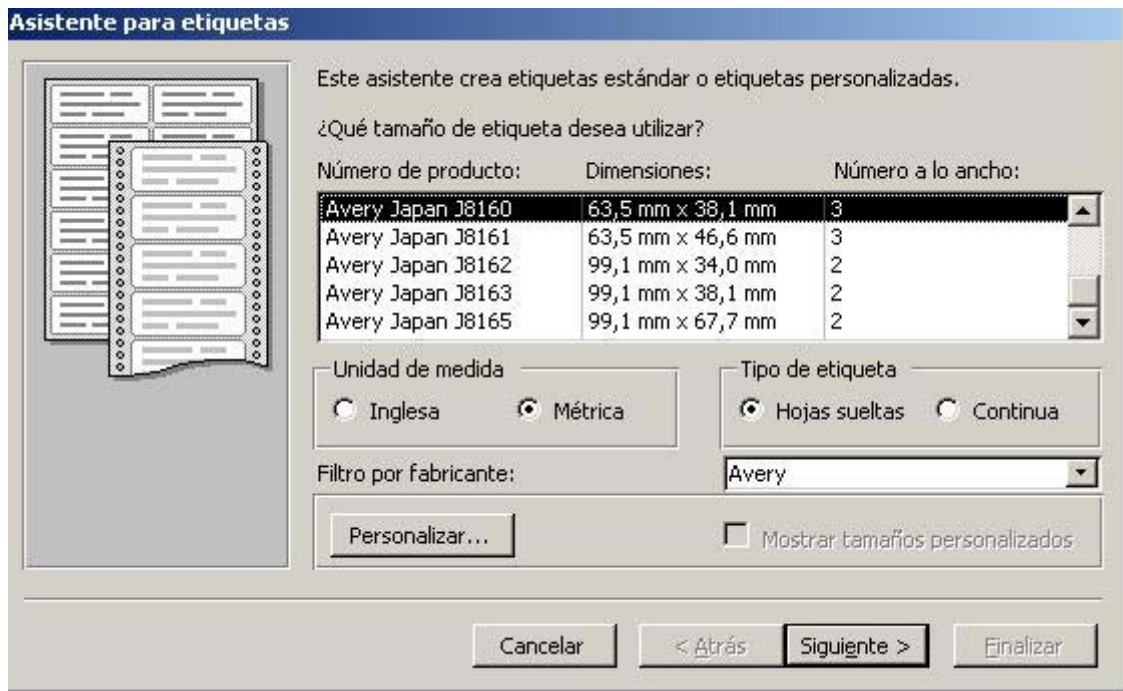 Asistente para etiquetas
Este asistente crea etiquetas estándar o etiquetas personalizadas.
¿Qué tamaño de etiqueta desea utilizar?
Número de producto: Dimensiones: Número a lo ancho:
Avery Japan J8160 63,5 mm x 38,1 mm 3
Avery Japan J8161 63,5 mm x 46,6 mm 3
Avery Japan J8162 99,1 mm x 34,0 mm 2
Avery Japan J8163 99,1 mm x 38,1 mm 2
Avery Japan J8165 99,1 mm x 67,7 mm 2
Unidad de medida Tipo de etiqueta
Inglesa Métrica Hojas sueltas Continua
Filtro por fabricante: Avery
Personalizar... Mostrar tamaños personalizados
Cancelar < Atrás Siguiente > Finalizar